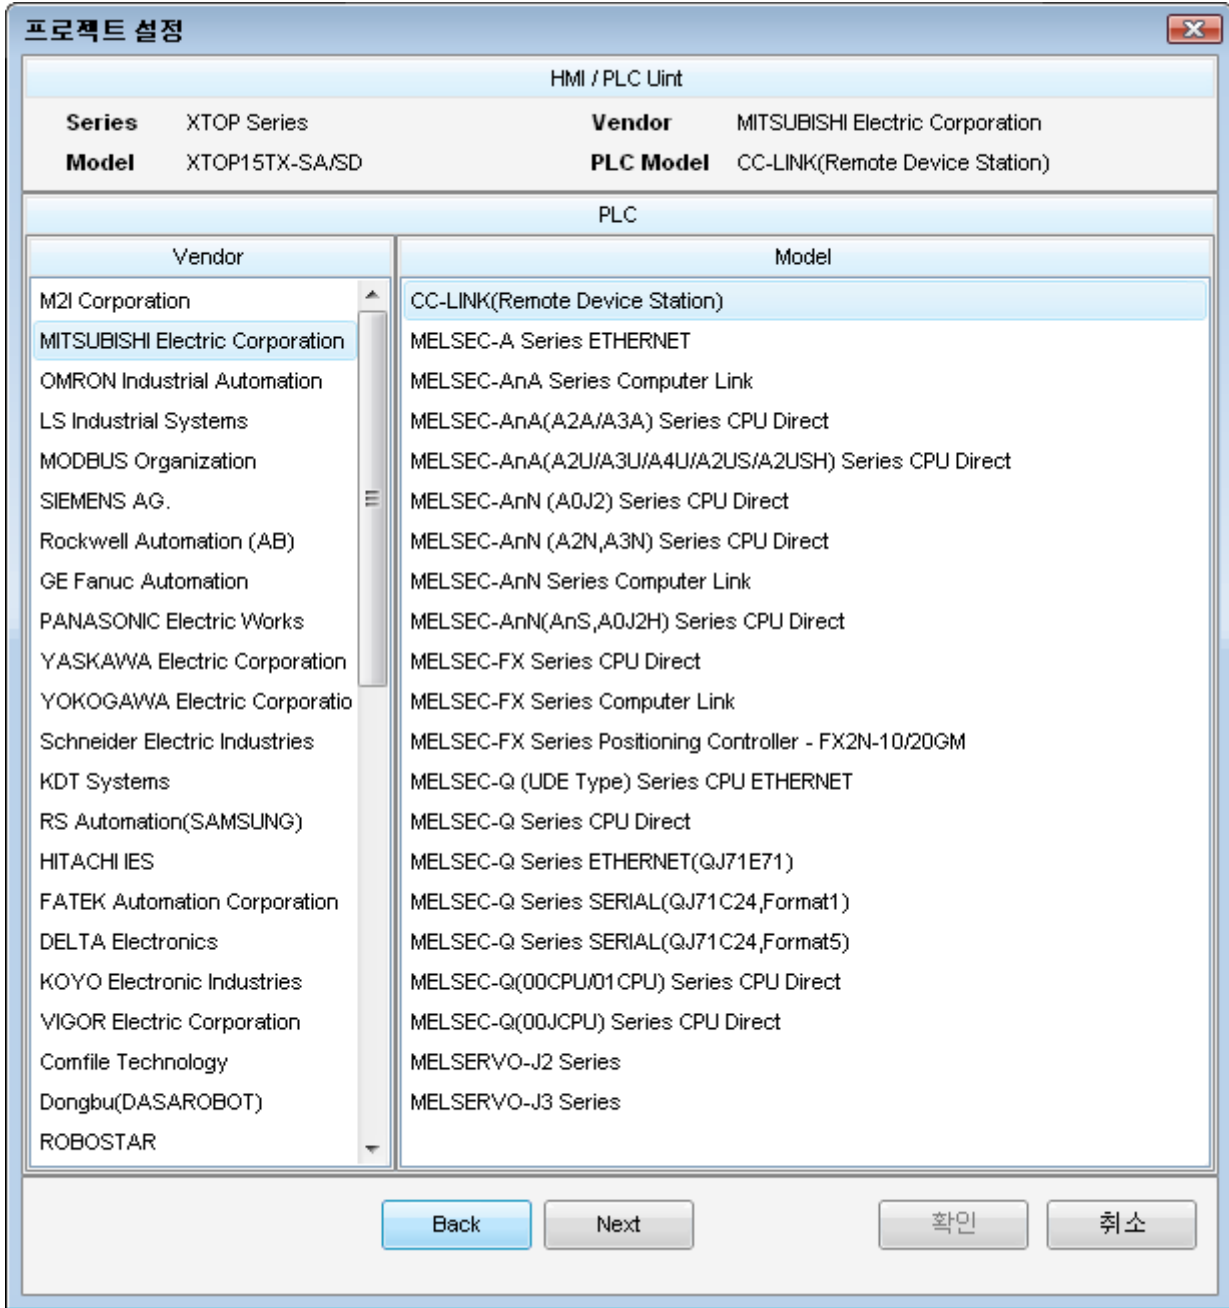 프로젝트 설정
HMI / PLC Uint
Series XTOP Series Vendor MITSUBISHI Electric Corporation
Model XTOP15TX-SA/SD PLC Model CC-LINK(Remote Device Station)
PLC
Vendor
M2I Corporation
MITSUBISHI Electric Corporation
OMRON Industrial Automation
LS Industrial Systems
MODBUS Organization
SIEMENS AG.
Rockwell Automation (AB)
GE Fanuc Automation
PANASONIC Electric Works
YASKAWA Electric Corporation
YOKOGAWA Electric Corporatio
Schneider Electric Industries
KDT Systems
RS Automation(SAMSUNG)
HITACHI IES
FATEK Automation Corporation
DELTA Electronics
KOYO Electronic Industries
VIGOR Electric Corporation
Comfile Technology
Dongbu(DASAROBOT)
ROBOSTAR
Model
CC-LINK(Remote Device Station)
MELSEC-A Series ETHERNET
MELSEC-AnA Series Computer Link
MELSEC-AnA(A2A/A3A) Series CPU Direct
MELSEC-AnA(A2U/A3U/A4U/A2US/A2USH) Series CPU Direct
MELSEC-AnN (A0J2) Series CPU Direct
MELSEC-AnN (A2N,A3N) Series CPU Direct
MELSEC-AnN Series Computer Link
MELSEC-AnN(AnS,A0J2H) Series CPU Direct
MELSEC-FX Series CPU Direct
MELSEC-FX Series Computer Link
MELSEC-FX Series Positioning Controller - FX2N-10/20GM
MELSEC-Q (UDE Type) Series CPU ETHERNET
MELSEC-Q Series CPU Direct
MELSEC-Q Series ETHERNET(QJ71E71)
MELSEC-Q Series SERIAL(QJ71C24,Format1)
MELSEC-Q Series SERIAL(QJ71C24,Format5)
MELSEC-Q(00CPU/01CPU) Series CPU Direct
MELSEC-Q(00JCPU) Series CPU Direct
MELSERVO-J2 Series
MELSERVO-J3 Series
Back Next 확인 취소